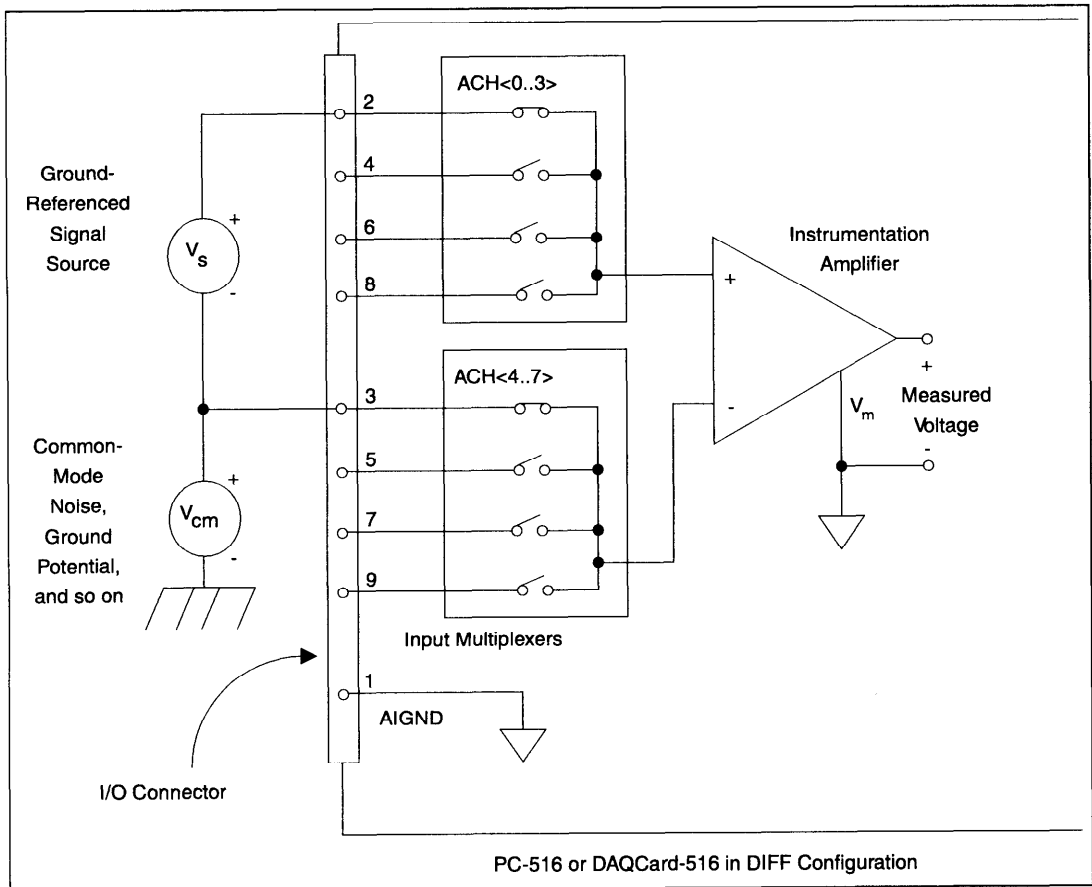 ACH<0..3>
2
4
6
8
Ground-
Referenced
Signal
Source
+
Vs
-
Instrumentation
Amplifier
+
-
+
Measured
Voltage
-
Vm
ACH<4..7>
3
5
7
9
Common-
Mode
Noise,
Ground
Potential,
and so on
+
Vcm
-
Input Multiplexers
1
AIGND
I/O Connector
PC-516 or DAQCard-516 in DIFF Configuration